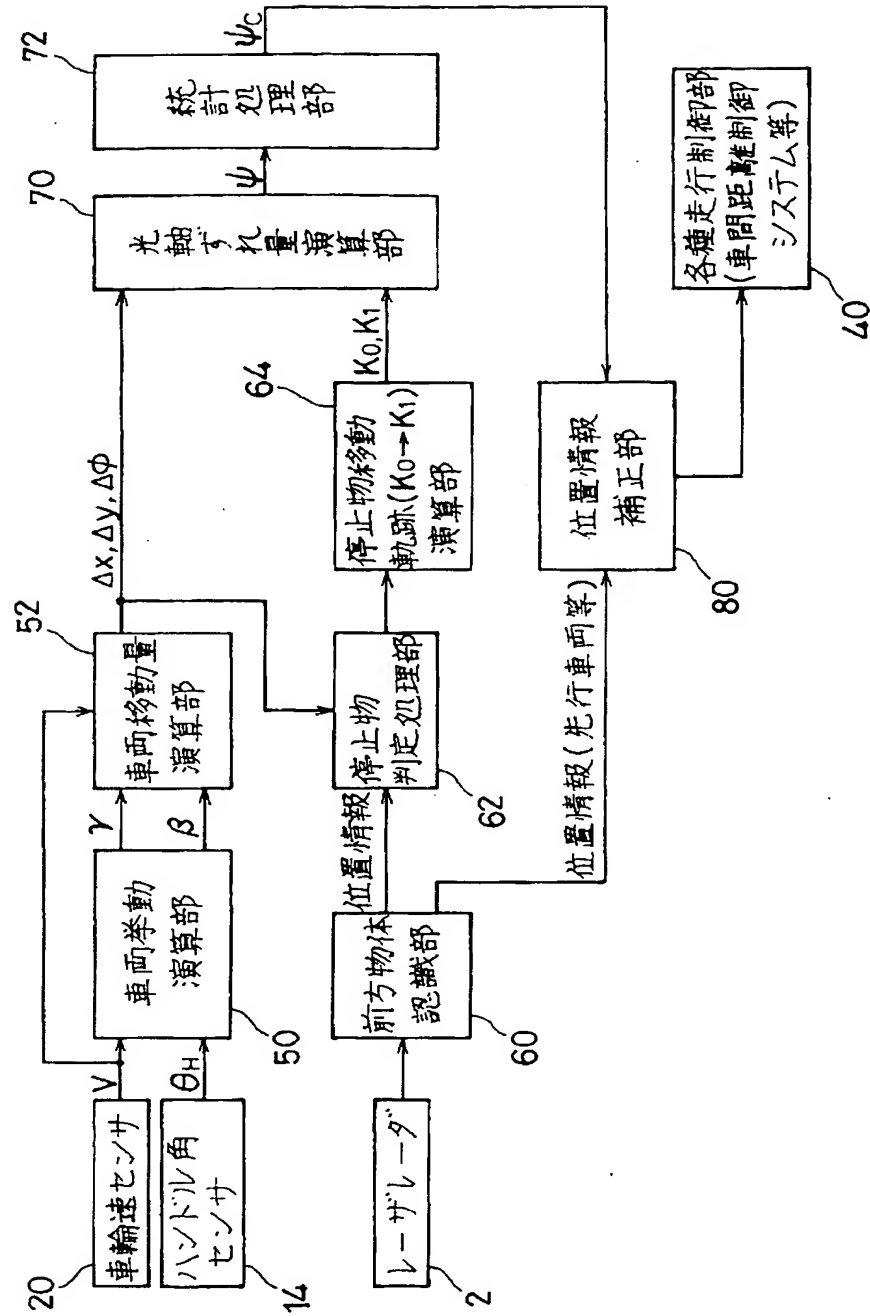 20
車輪速センサ
V
14
ハンドル角
センサ
θH
50
車両挙動
演算部
γ
β
52
車両移動量
演算部
Δx,Δy,Δφ
2
レーザレーダ
60
前方物体
認識部
位置情報
62
停止物
判定処理部
64
停止物移動
軌跡(K0→K1)
演算部
K0,K1
70
光軸ずれ量演算部
ψ
72
統計処理部
ψC
位置情報(先行車両等)
80
位置情報
補正部
40
各種走行制御部
(車間距離制御
システム等)